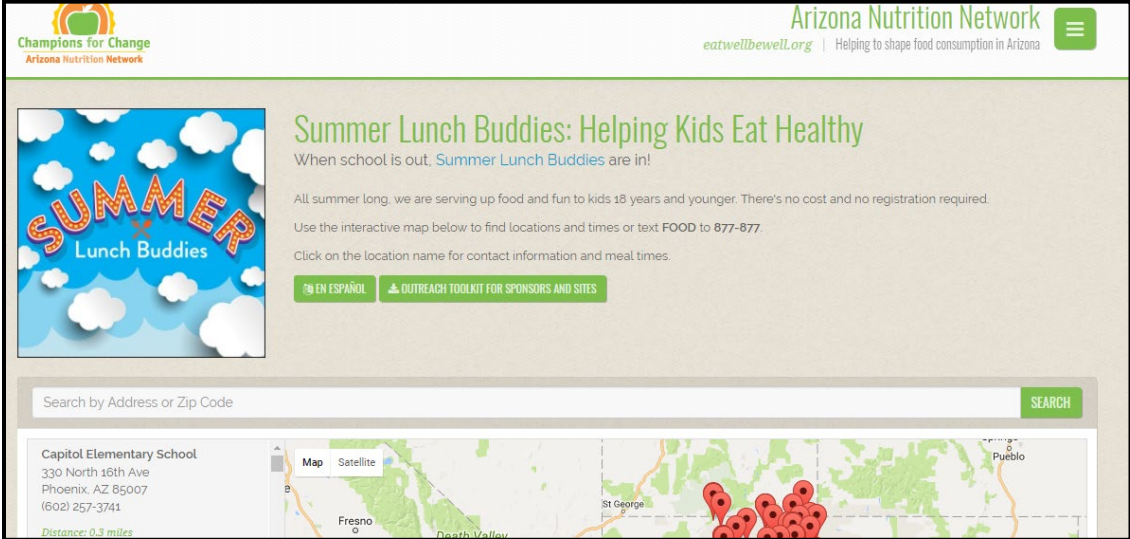 Champions for Change
Arizona Nutrition Network
Arizona Nutrition Network
eatwellbewell.org | Helping to shape food consumption in Arizona
SUMMER
Lunch Buddies
Summer Lunch Buddies: Helping Kids Eat Healthy
When school is out, Summer Lunch Buddies are in!
All summer long, we are serving up food and fun to kids 18 years and younger. There's no cost and no registration required.
Use the interactive map below to find locations and times or text FOOD to 877-877.
Click on the location name for contact information and meal times.
EN ESPAÑOL
OUTREACH TOOLKIT FOR SPONSORS AND SITES
Search by Address or Zip Code
SEARCH
Capitol Elementary School
330 North 16th Ave
Phoenix, AZ 85007
(602) 257-3741
Distance: 0.3 miles
Map
Satellite
Pueblo
St George
Fresno
Death Valley